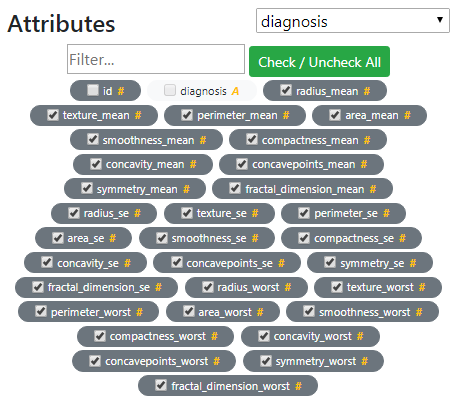 Attributes diagnosis
Filter... Check / Uncheck All
id # diagnosis A radius_mean #
texture_mean # perimeter_mean # area_mean #
smoothness_mean # compactness_mean #
concavity_mean # concavepoints_mean #
symmetry_mean # fractal_dimension_mean #
radius_se # texture_se # perimeter_se #
area_se # smoothness_se # compactness_se #
concavity_se # concavepoints_se # symmetry_se #
fractal_dimension_se # radius_worst # texture_worst #
perimeter_worst # area_worst # smoothness_worst #
compactness_worst # concavity_worst #
concavepoints_worst # symmetry_worst #
fractal_dimension_worst #